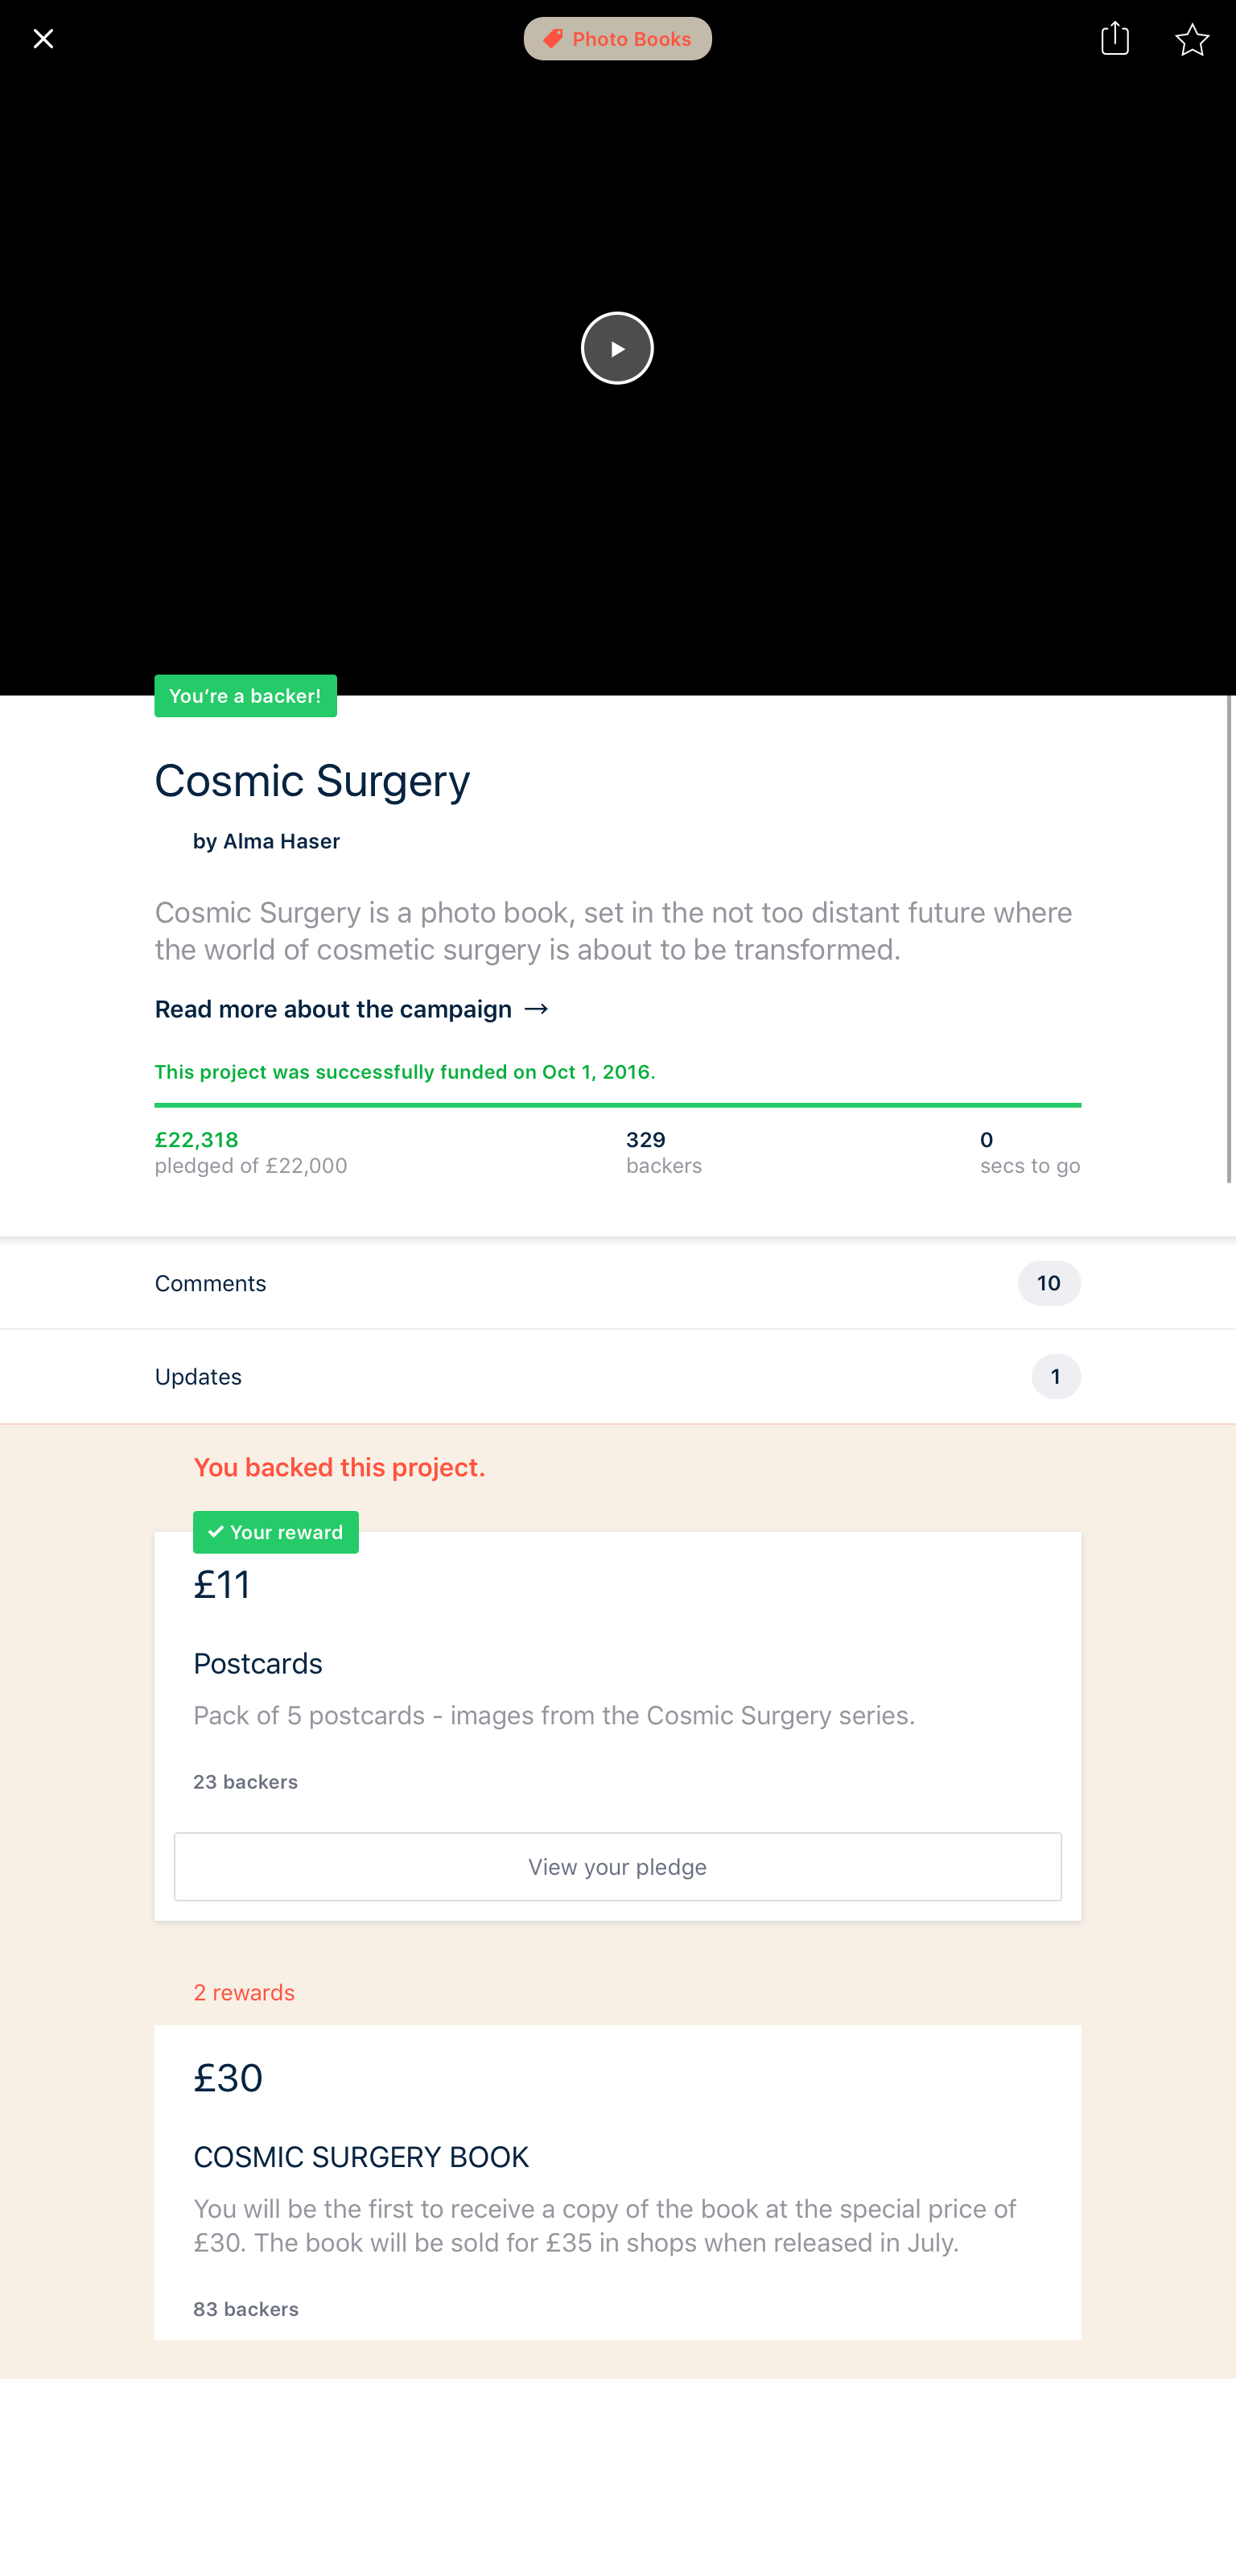 Photo Books
You're a backer!
Cosmic Surgery
by Alma Haser
Cosmic Surgery is a photo book, set in the not too distant future where
the world of cosmetic surgery is about to be transformed.
Read more about the campaign →
This project was successfully funded on Oct 1, 2016.
£22,318 329 0
pledged of £22,000 backers secs to go
Comments 10
Updates 1
You backed this project.
Your reward
£11
Postcards
Pack of 5 postcards - images from the Cosmic Surgery series.
23 backers
View your pledge
2 rewards
£30
COSMIC SURGERY BOOK
You will be the first to receive a copy of the book at the special price of
£30. The book will be sold for £35 in shops when released in July.
83 backers